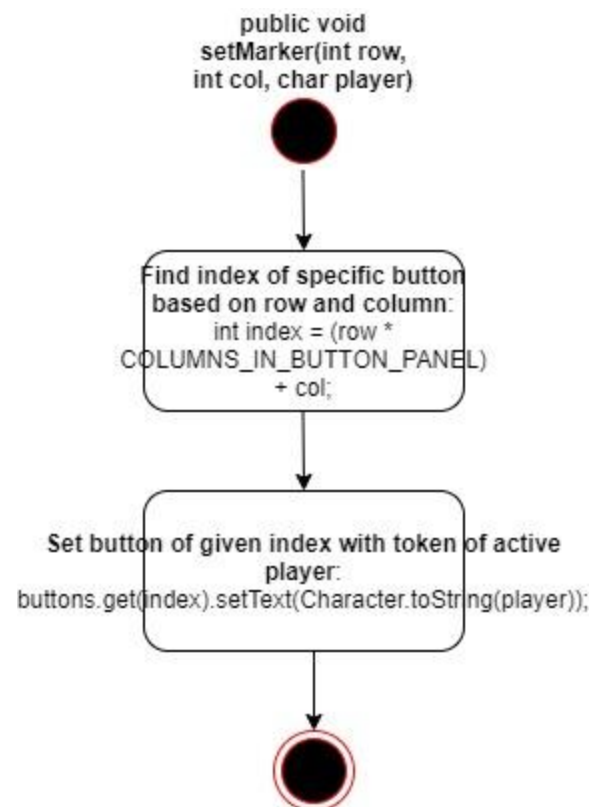 public void
setMarker(int row,
int col, char player)
Find index of specific button
based on row and column:
int index = (row *
COLUMNS_IN_BUTTON_PANEL)
+ col;
Set button of given index with token of active
player:
buttons.get(index).setText(Character.toString(player));